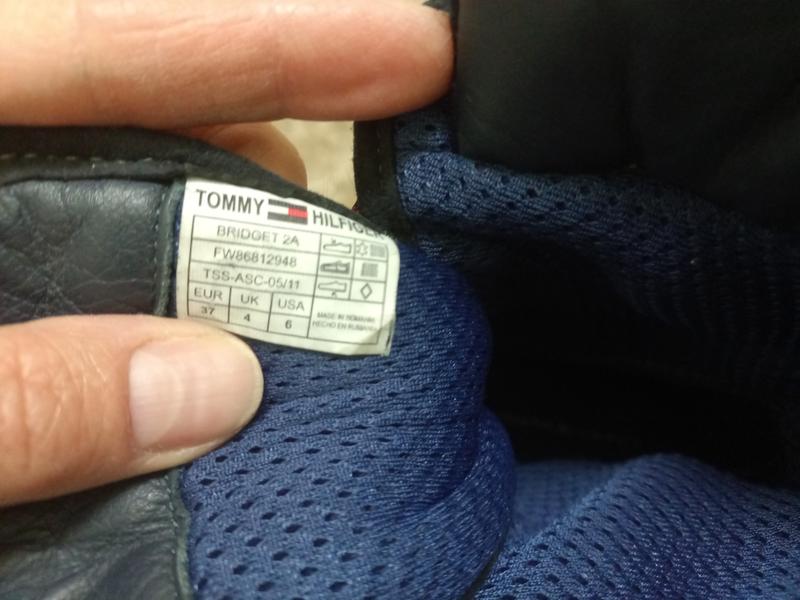 TOMMY HILFIGER
BRIDGET 2A
FW86812948
TSS-ASC-05/11
EUR UK USA
37 4 6
MADE IN ROMANIA
HECHO EN RUMANIA